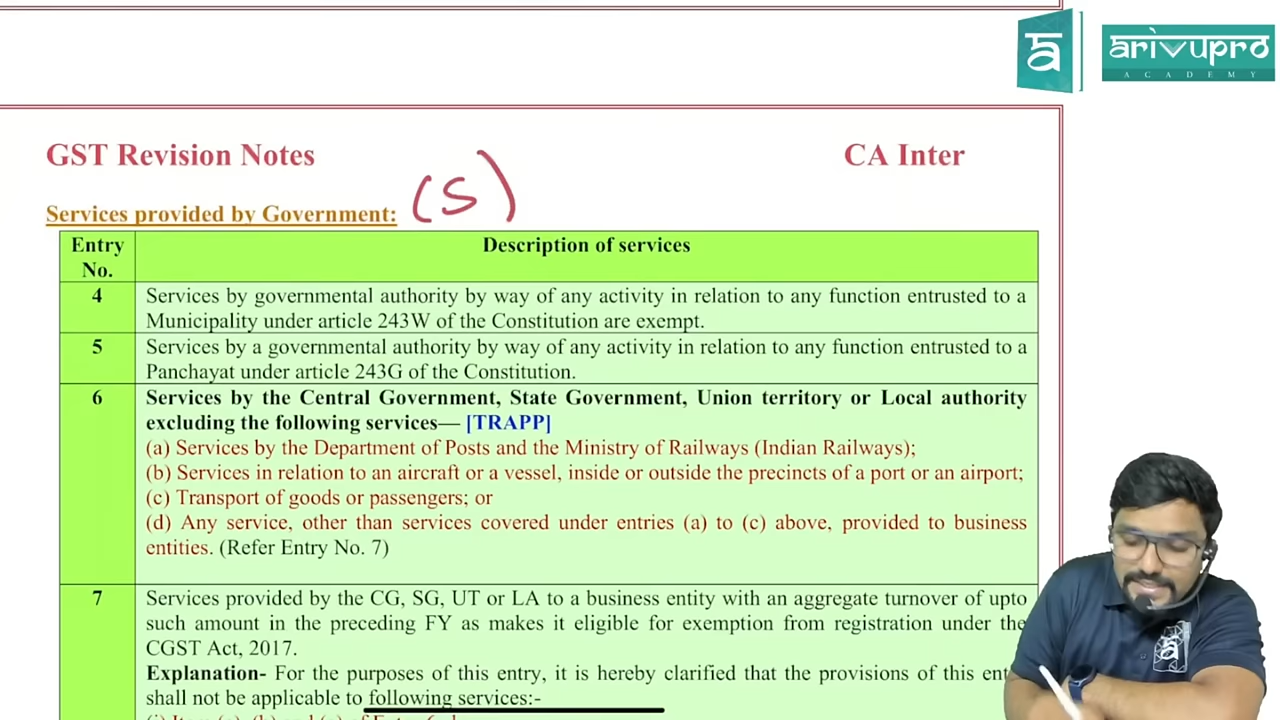 ā arivupro
ACADEMY
GST Revision Notes CA Inter
Services provided by Government: (S)
Entry No. Description of services
4 Services by governmental authority by way of any activity in relation to any function entrusted to a
Municipality under article 243W of the Constitution are exempt.
5 Services by a governmental authority by way of any activity in relation to any function entrusted to a
Panchayat under article 243G of the Constitution.
6 Services by the Central Government, State Government, Union territory or Local authority
excluding the following services— [TRAPP]
(a) Services by the Department of Posts and the Ministry of Railways (Indian Railways);
(b) Services in relation to an aircraft or a vessel, inside or outside the precincts of a port or an airport;
(c) Transport of goods or passengers; or
(d) Any service, other than services covered under entries (a) to (c) above, provided to business
entities. (Refer Entry No. 7)
7 Services provided by the CG, SG, UT or LA to a business entity with an aggregate turnover of upto
such amount in the preceding FY as makes it eligible for exemption from registration under the
CGST Act, 2017.
Explanation- For the purposes of this entry, it is hereby clarified that the provisions of this
shall not be applicable to following services:-